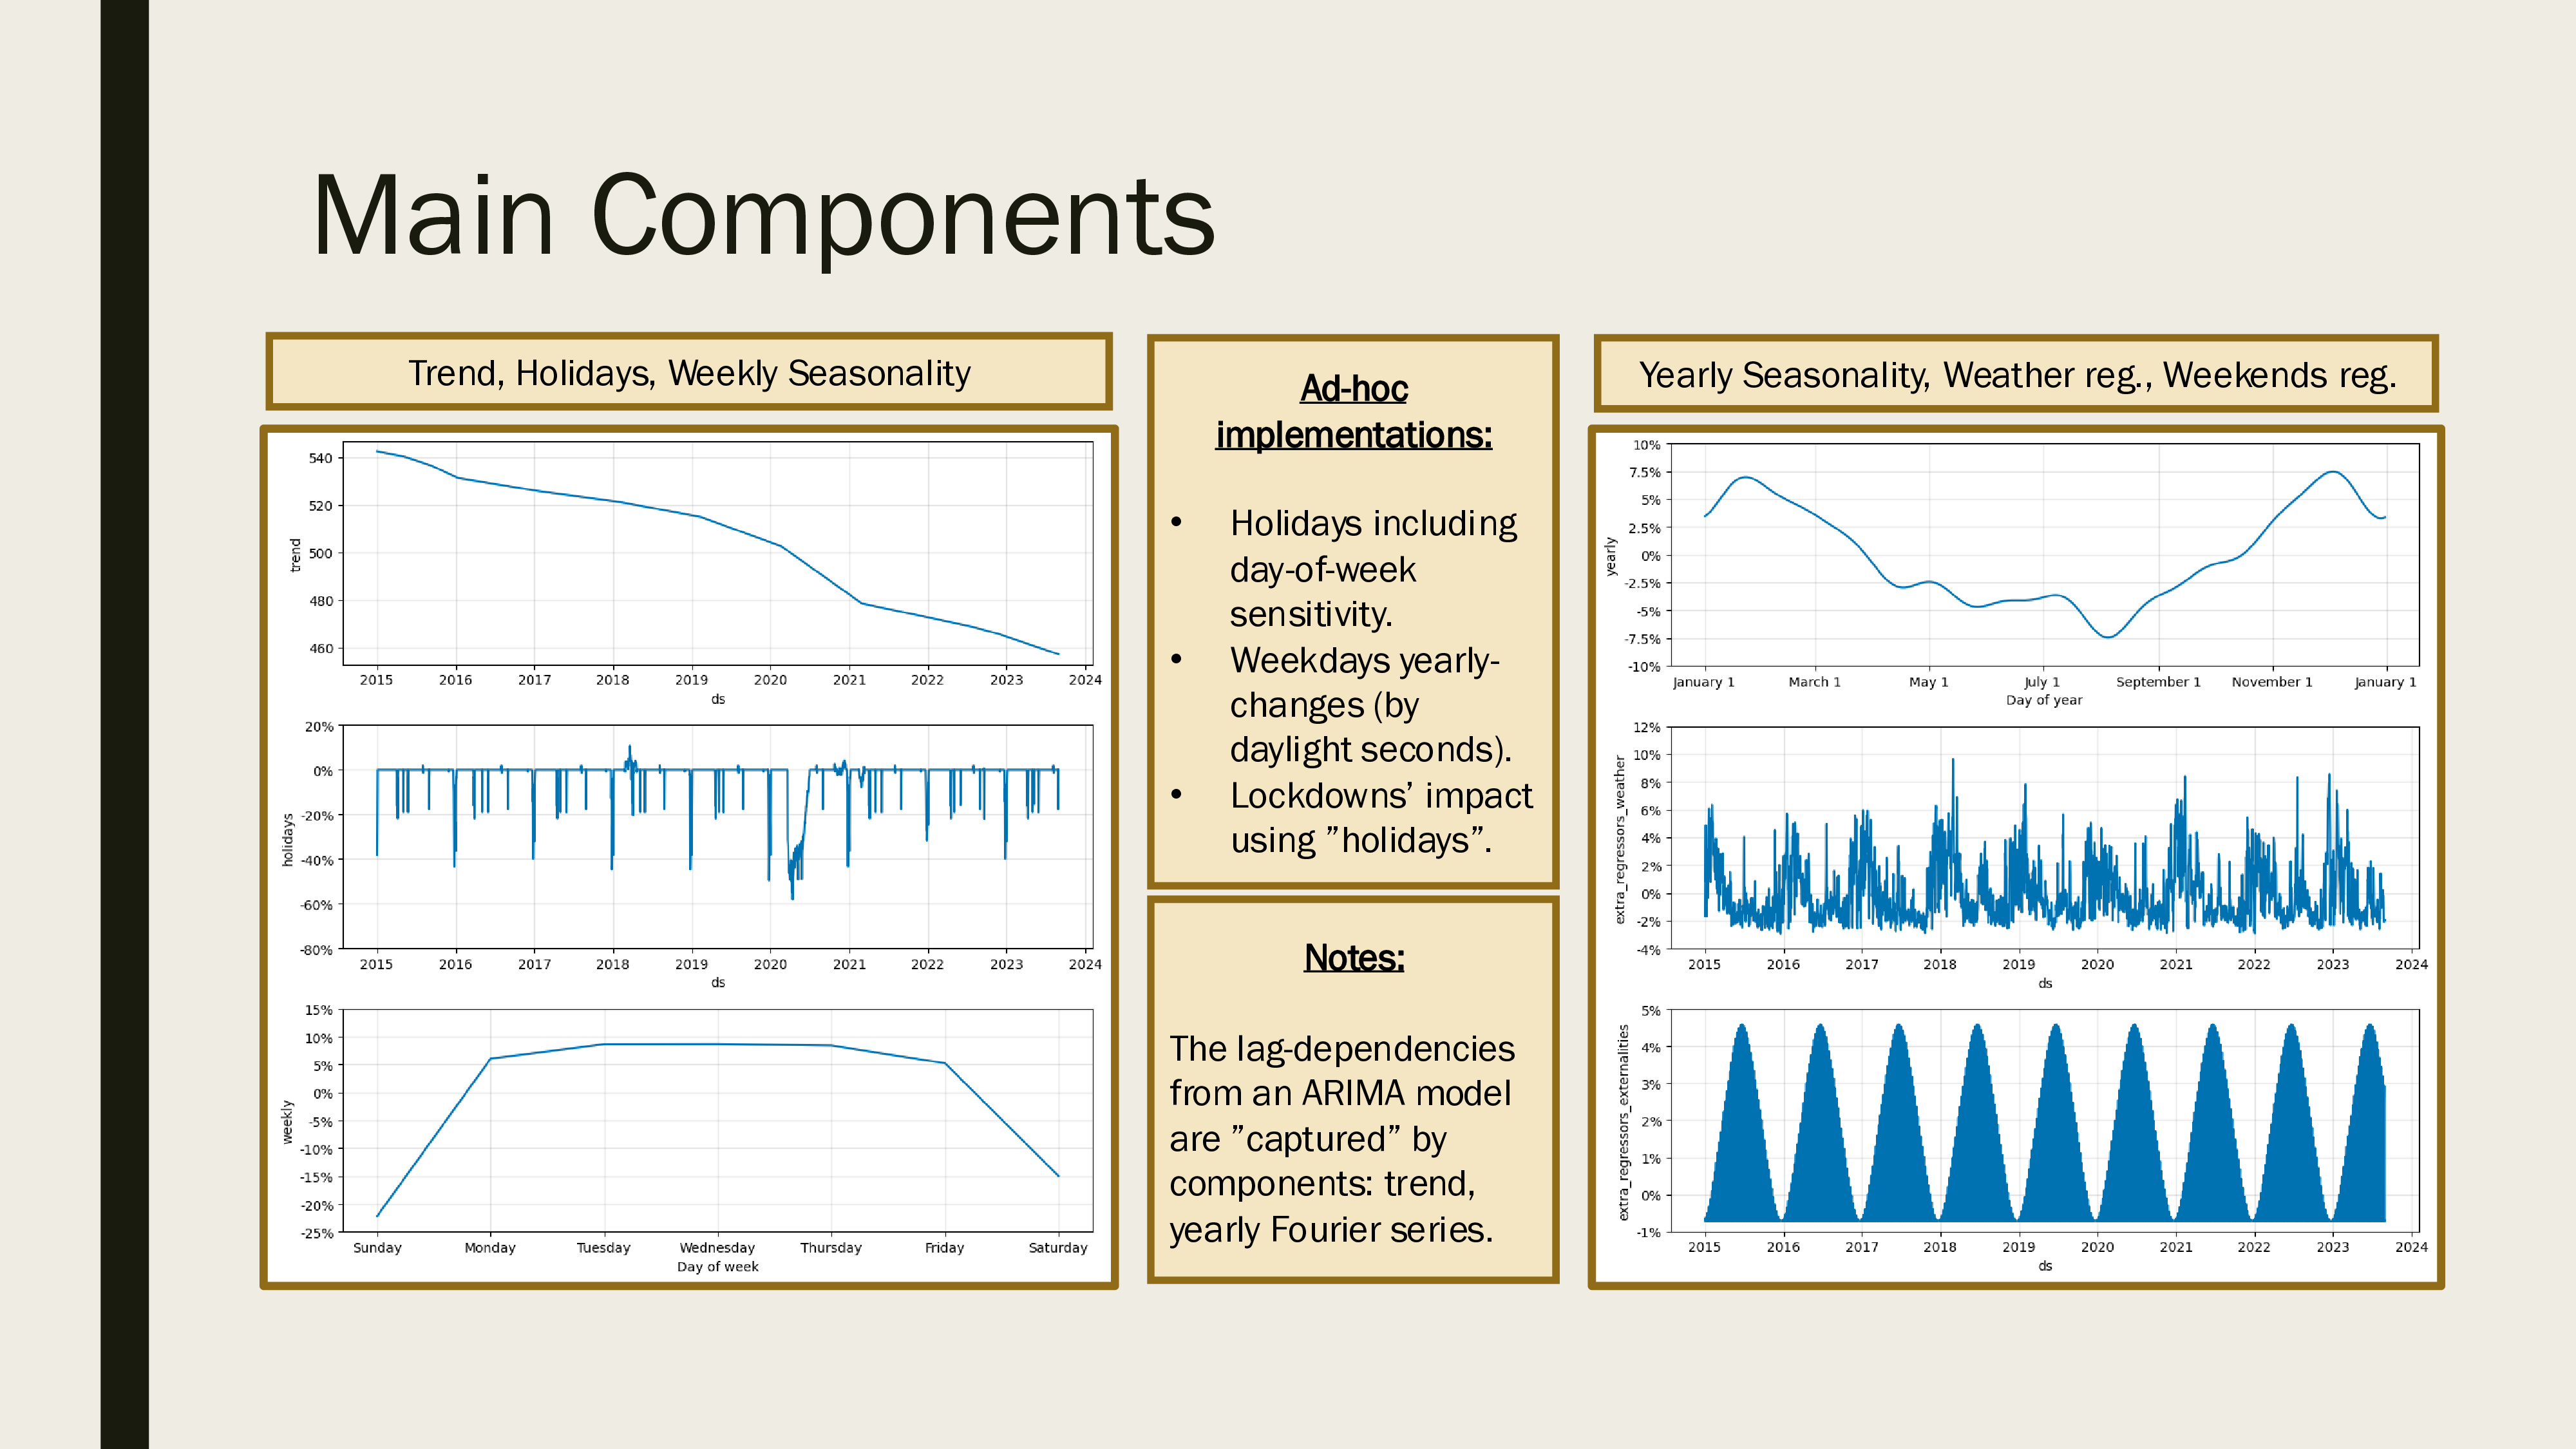 Main Components
Trend, Holidays, Weekly Seasonality
540
520
500
480
460
trend
2015 2016 2017 2018 2019 2020 2021 2022 2023 2024
ds
20%
0%
-20%
-40%
-60%
-80%
holidays
2015 2016 2017 2018 2019 2020 2021 2022 2023 2024
ds
15%
10%
5%
0%
-5%
-10%
-15%
-20%
-25%
weekly
Sunday Monday Tuesday Wednesday Thursday Friday Saturday
Day of week
Ad-hoc
implementations:
• Holidays including
day-of-week
sensitivity.
• Weekdays yearly-
changes (by
daylight seconds).
• Lockdowns’ impact
using ”holidays”.
Notes:
The lag-dependencies
from an ARIMA model
are ”captured” by
components: trend,
yearly Fourier series.
Yearly Seasonality, Weather reg., Weekends reg.
10%
7.5%
5%
2.5%
0%
-2.5%
-5%
-7.5%
-10%
yearly
January 1 March 1 May 1 July 1 September 1 November 1 January 1
Day of year
12%
10%
8%
6%
4%
2%
0%
-2%
-4%
extra_regressors_weather
2015 2016 2017 2018 2019 2020 2021 2022 2023 2024
ds
5%
4%
3%
2%
1%
0%
-1%
extra_regressors_externalities
2015 2016 2017 2018 2019 2020 2021 2022 2023 2024
ds